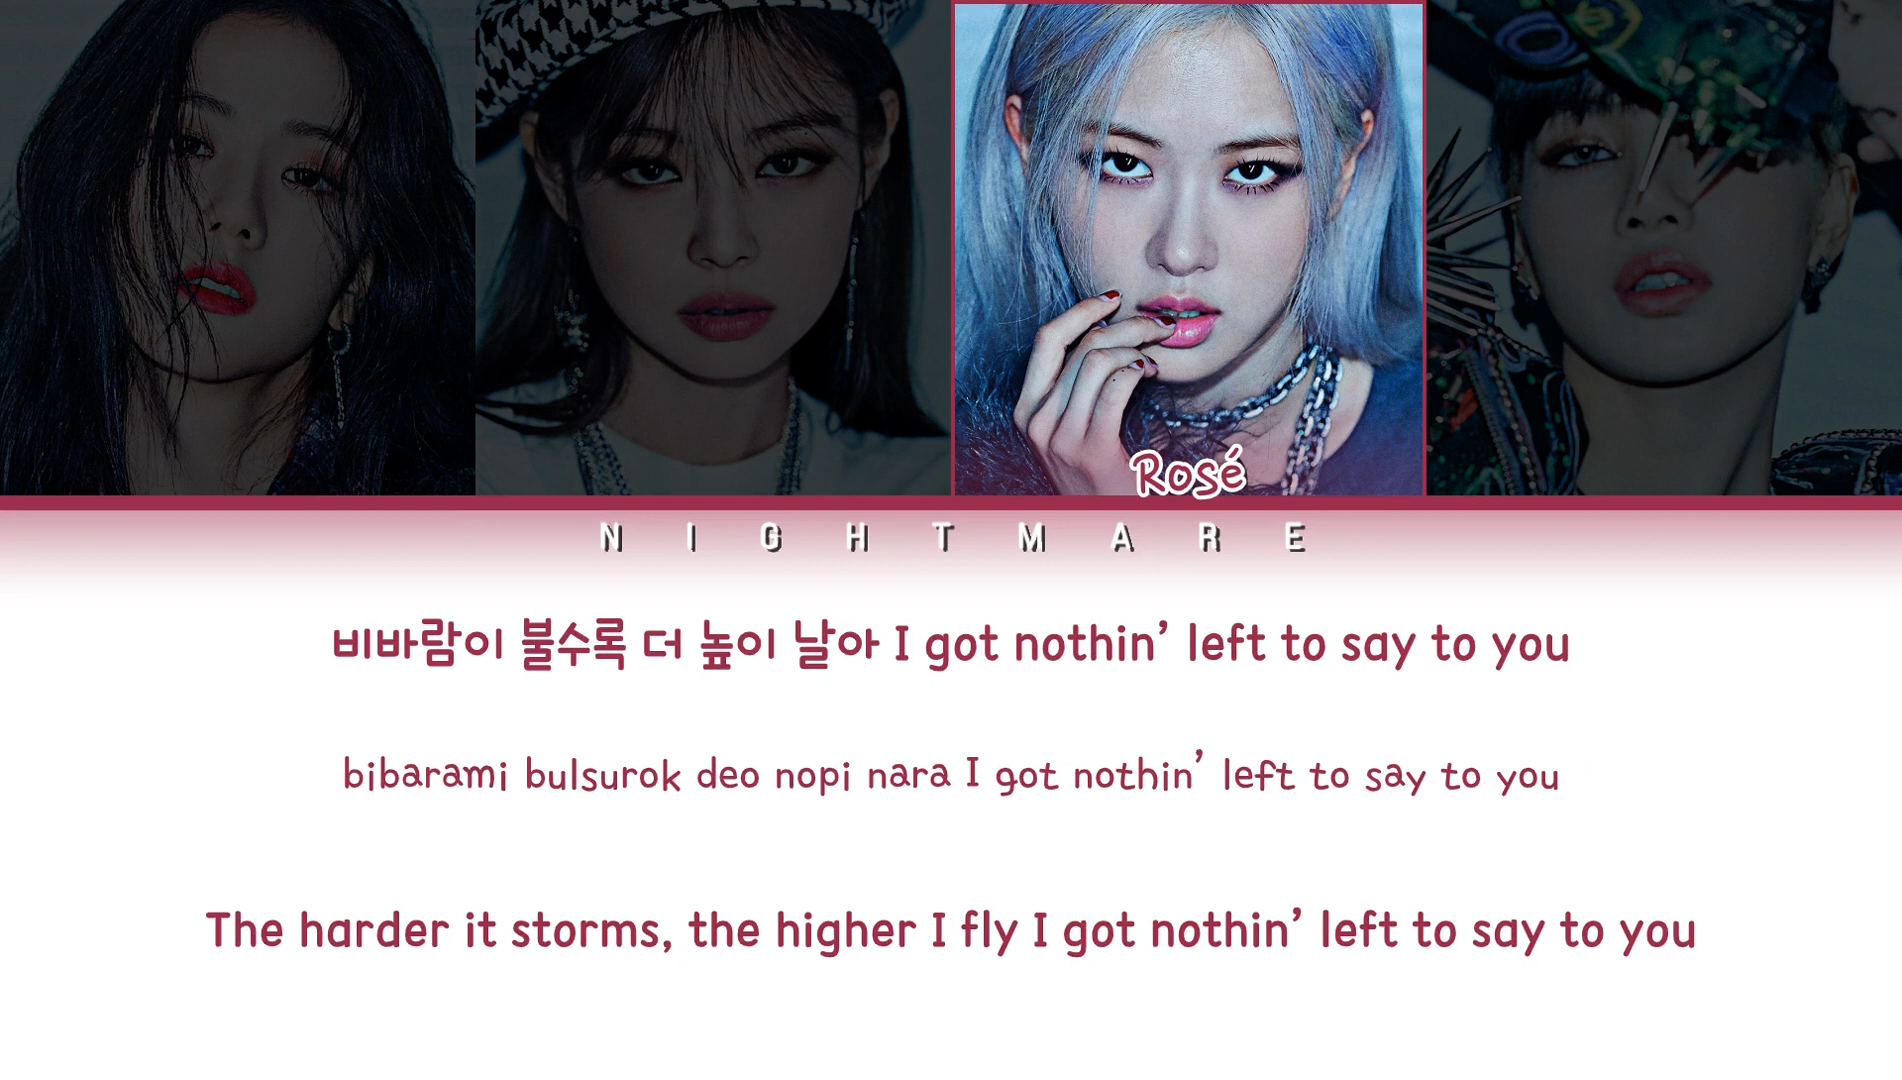 Rosé
NIGHTMARE
비바람이 불수록 더 높이 날아 I got nothin’ left to say to you
bibarami bulsurok deo nopi nara I got nothin’ left to say to you
The harder it storms, the higher I fly I got nothin’ left to say to you